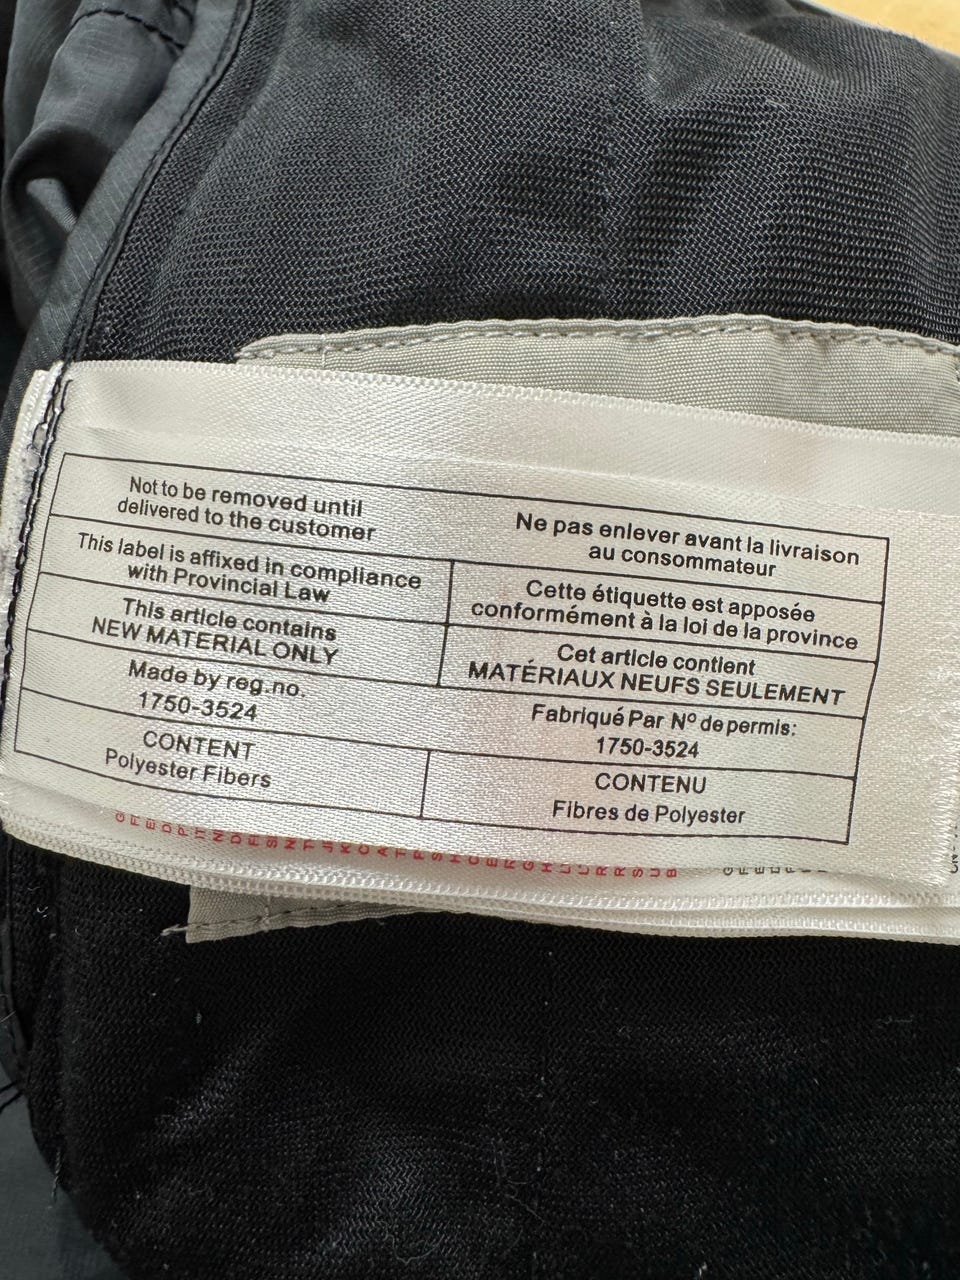 Not to be removed until
delivered to the customer
Ne pas enlever avant la livraison
au consommateur
This label is affixed in compliance
with Provincial Law
Cette étiquette est apposée
conformément à la loi de la province
This article contains
NEW MATERIAL ONLY
Cet article contient
MATÉRIAUX NEUFS SEULEMENT
Made by reg.no.
1750-3524
Fabriqué Par Nº de permis:
1750-3524
CONTENT
Polyester Fibers
CONTENU
Fibres de Polyester